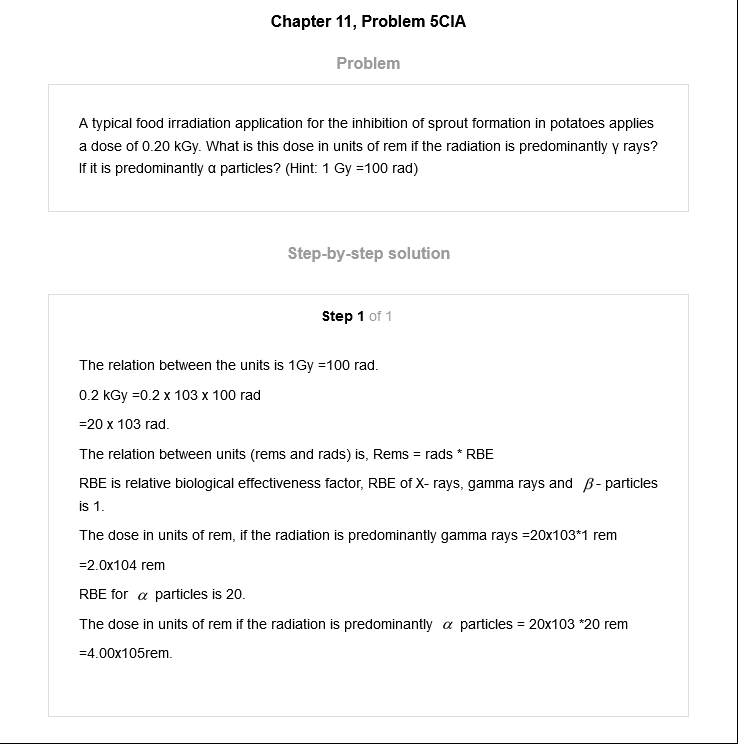 Chapter 11, Problem 5CIA
Problem
A typical food irradiation application for the inhibition of sprout formation in potatoes applies
a dose of 0.20 kGy. What is this dose in units of rem if the radiation is predominantly γ rays?
If it is predominantly α particles? (Hint: 1 Gy =100 rad)
Step-by-step solution
Step 1 of 1
The relation between the units is 1Gy =100 rad.
0.2 kGy =0.2 x 103 x 100 rad
=20 x 103 rad.
The relation between units (rems and rads) is, Rems = rads * RBE
RBE is relative biological effectiveness factor, RBE of X- rays, gamma rays and β - particles
is 1.
The dose in units of rem, if the radiation is predominantly gamma rays =20x103*1 rem
=2.0x104 rem
RBE for α particles is 20.
The dose in units of rem if the radiation is predominantly α particles = 20x103 *20 rem
=4.00x105rem.